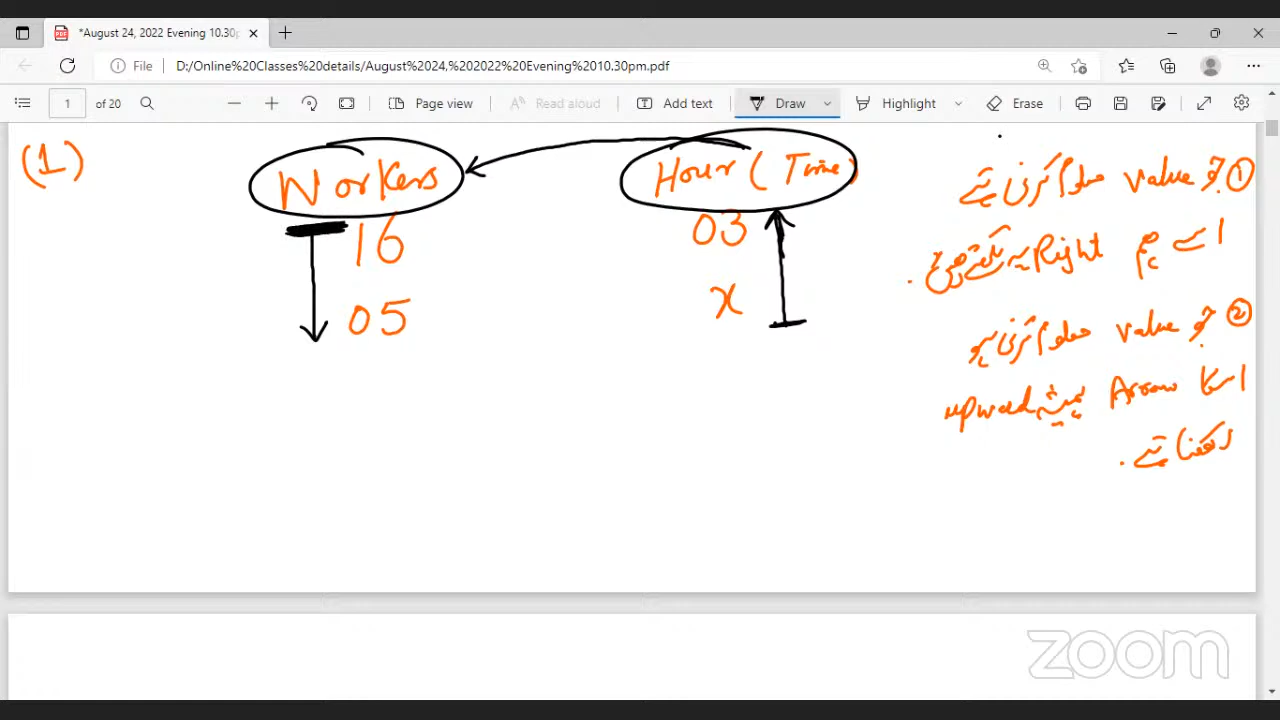 *August 24, 2022 Evening 10.30p
File D:/Online%20Classes%20details/August%2024,%202022%20Evening%2010.30pm.pdf
1 of 20 Page view Read aloud Add text Draw Highlight Erase
(1) Workers Hour (Time)
16 03
05 x
① جو value معلوم کرنی ہے
اسے ہم Right پہ لکھتے ہیں۔
② جو value معلوم کرنی ہو
اسکا Arrow ہمیشہ upward
رکھنا ہے۔
zoom